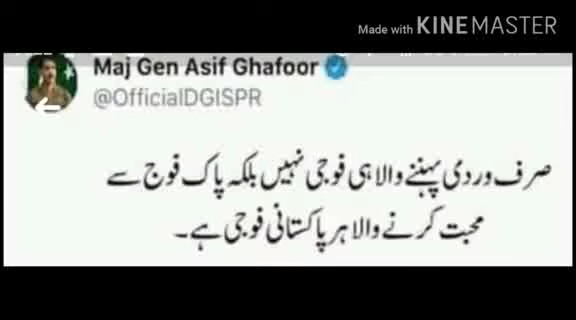 Made with KINEMASTER
Maj Gen Asif Ghafoor
@OfficialDGISPR
صرف وردی پہننے والا ہی فوجی نہیں بلکہ پاک فوج سے
محبت کرنے والا ہر پاکستانی فوجی ہے۔